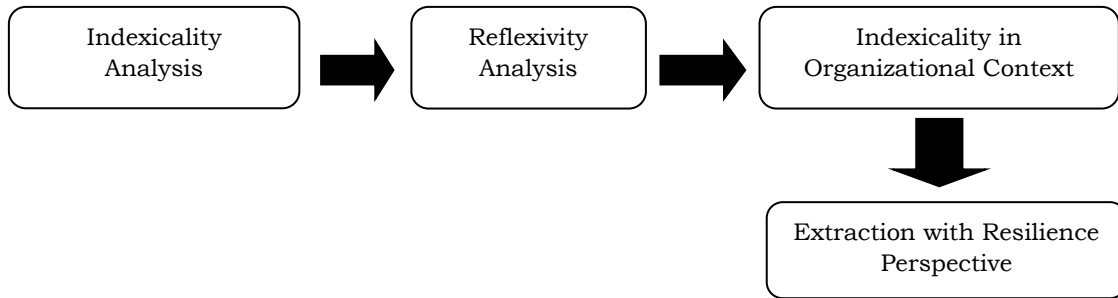 Indexicality
Analysis
Reflexivity
Analysis
Indexicality in
Organizational Context
Extraction with Resilience
Perspective